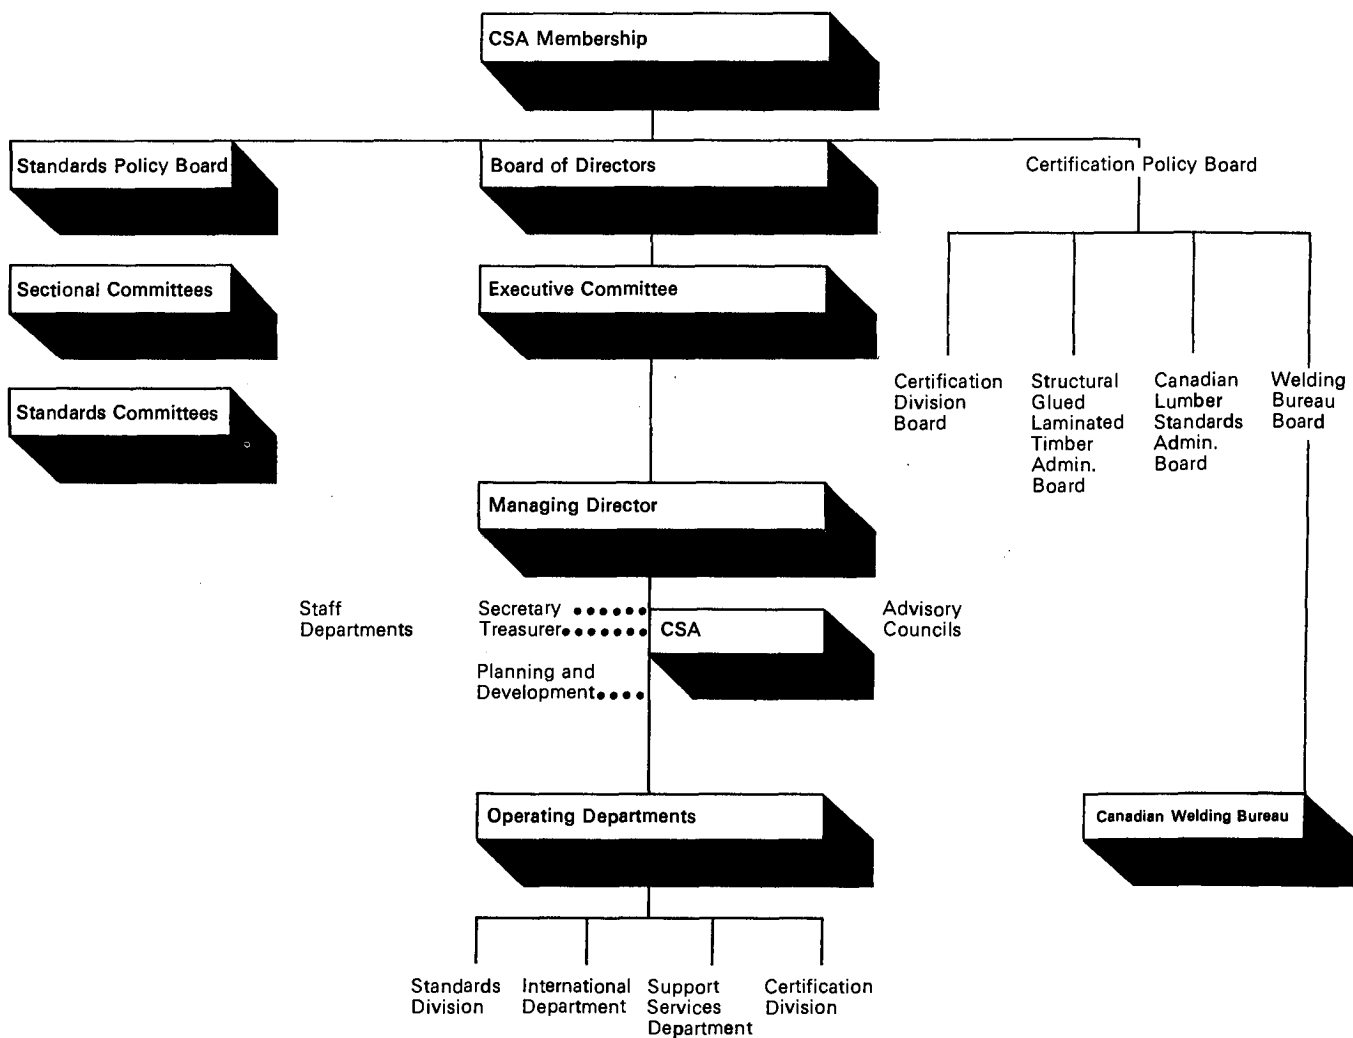 CSA Membership
Standards Policy Board
Board of Directors
Certification Policy Board
Sectional Committees
Executive Committee
Certification
Division
Board
Structural
Glued
Laminated
Timber
Admin.
Board
Canadian
Lumber
Standards
Admin.
Board
Welding
Bureau
Board
Standards Committees
Managing Director
Staff
Departments
Secretary
Treasurer
CSA
Advisory
Councils
Planning and
Development
Operating Departments
Canadian Welding Bureau
Standards
Division
International
Department
Support
Services
Department
Certification
Division